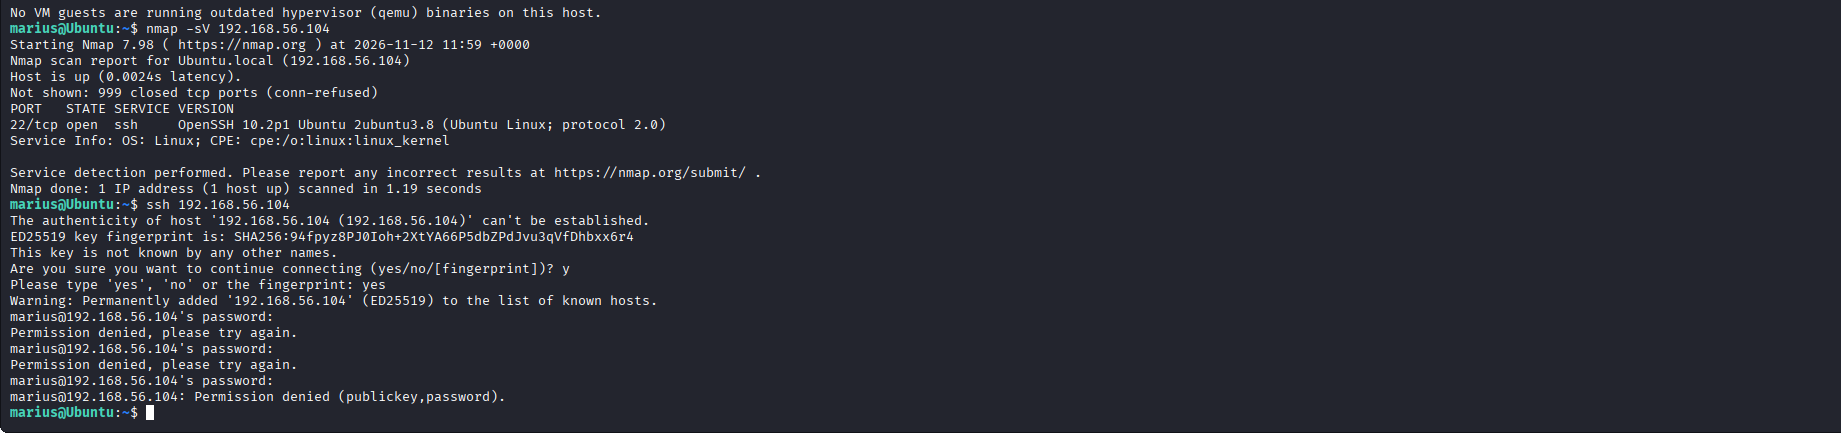 No VM guests are running outdated hypervisor (qemu) binaries on this host.
marius@Ubuntu:~$ nmap -sV 192.168.56.104
Starting Nmap 7.98 ( https://nmap.org ) at 2026-11-12 11:59 +0000
Nmap scan report for Ubuntu.local (192.168.56.104)
Host is up (0.0024s latency).
Not shown: 999 closed tcp ports (conn-refused)
PORT   STATE SERVICE VERSION
22/tcp open  ssh     OpenSSH 10.2p1 Ubuntu 2ubuntu3.8 (Ubuntu Linux; protocol 2.0)
Service Info: OS: Linux; CPE: cpe:/o:linux:linux_kernel

Service detection performed. Please report any incorrect results at https://nmap.org/submit/ .
Nmap done: 1 IP address (1 host up) scanned in 1.19 seconds
marius@Ubuntu:~$ ssh 192.168.56.104
The authenticity of host '192.168.56.104 (192.168.56.104)' can't be established.
ED25519 key fingerprint is: SHA256:94fpyz8PJ0Ioh+2XtYA66P5dbZPdJvu3qVfDhbxx6r4
This key is not known by any other names.
Are you sure you want to continue connecting (yes/no/[fingerprint])? y
Please type 'yes', 'no' or the fingerprint: yes
Warning: Permanently added '192.168.56.104' (ED25519) to the list of known hosts.
marius@192.168.56.104's password:
Permission denied, please try again.
marius@192.168.56.104's password:
Permission denied, please try again.
marius@192.168.56.104's password:
marius@192.168.56.104: Permission denied (publickey,password).
marius@Ubuntu:~$